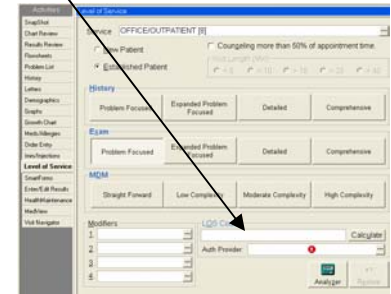 Activities
Level of Service
SnapShot
Chart Review
Results Review
Flowsheets
Problem List
History
Letters
Demographics
Graphs
Growth Chart
Meds/Allergies
Order Entry
Imm/Injections
Level of Service
SmartForms
Enter/Edit Results
HealthMaintenance
MedView
Visit Navigator
Service OFFICE/OUTPATIENT [8]
New Patient
Counseling more than 50% of appointment time.
Established Patient
History
Problem Focused
Expanded Problem Focused
Detailed
Comprehensive
Exam
Problem Focused
Expanded Problem Focused
Detailed
Comprehensive
MDM
Straight Forward
Low Complexity
Moderate Complexity
High Complexity
Modifiers
1.
2.
3.
4.
LOS
Calculate
Auth Provider
Analyzer